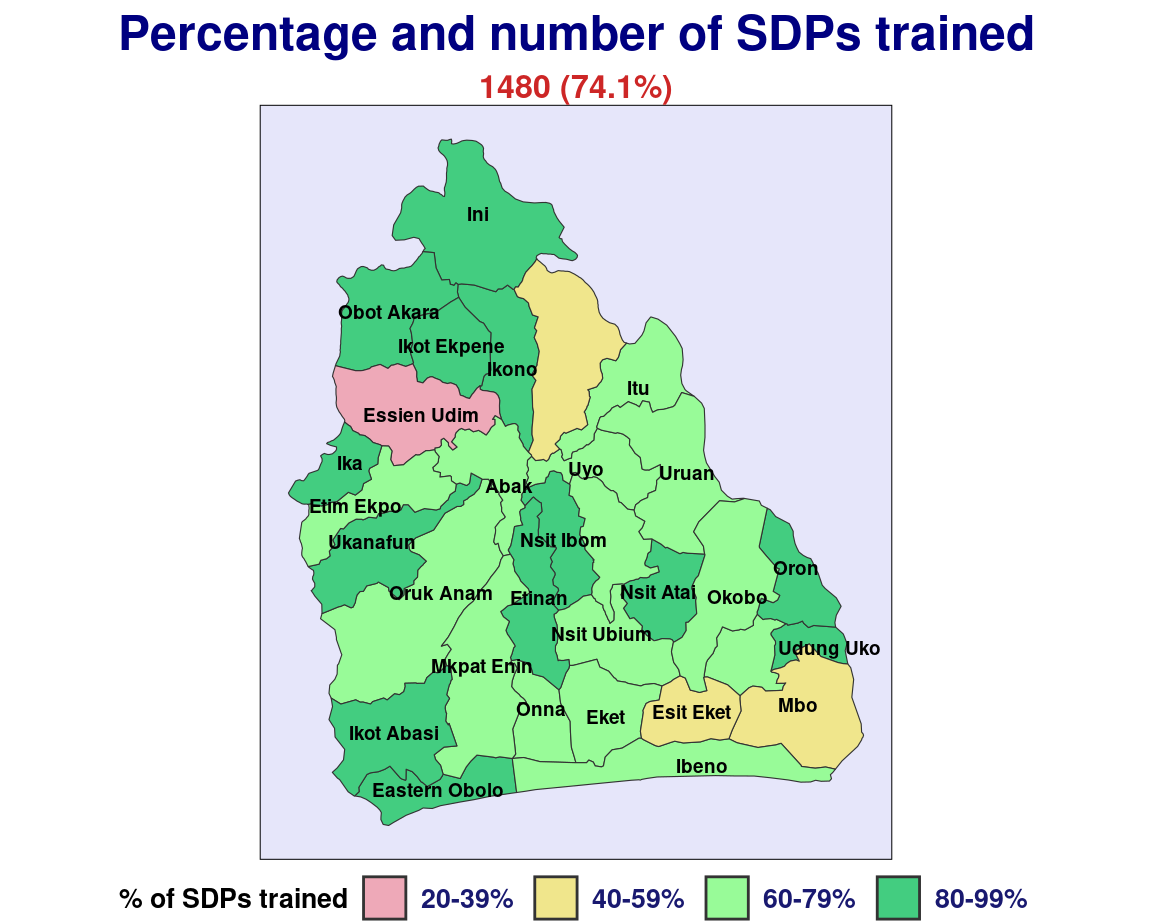 Percentage and number of SDPs trained
1480 (74.1%)
Ini
Obot Akara
Ikot Ekpene
Ikono
Itu
Essien Udim
Ika
Uyo
Uruan
Abak
Etim Ekpo
Ukanafun
Nsit Ibom
Oron
Oruk Anam
Etinan
Nsit Atai
Okobo
Nsit Ubium
Udung Uko
Mkpat Enin
Onna
Eket
Esit Eket
Mbo
Ikot Abasi
Ibeno
Eastern Obolo
% of SDPs trained 20-39% 40-59% 60-79% 80-99%